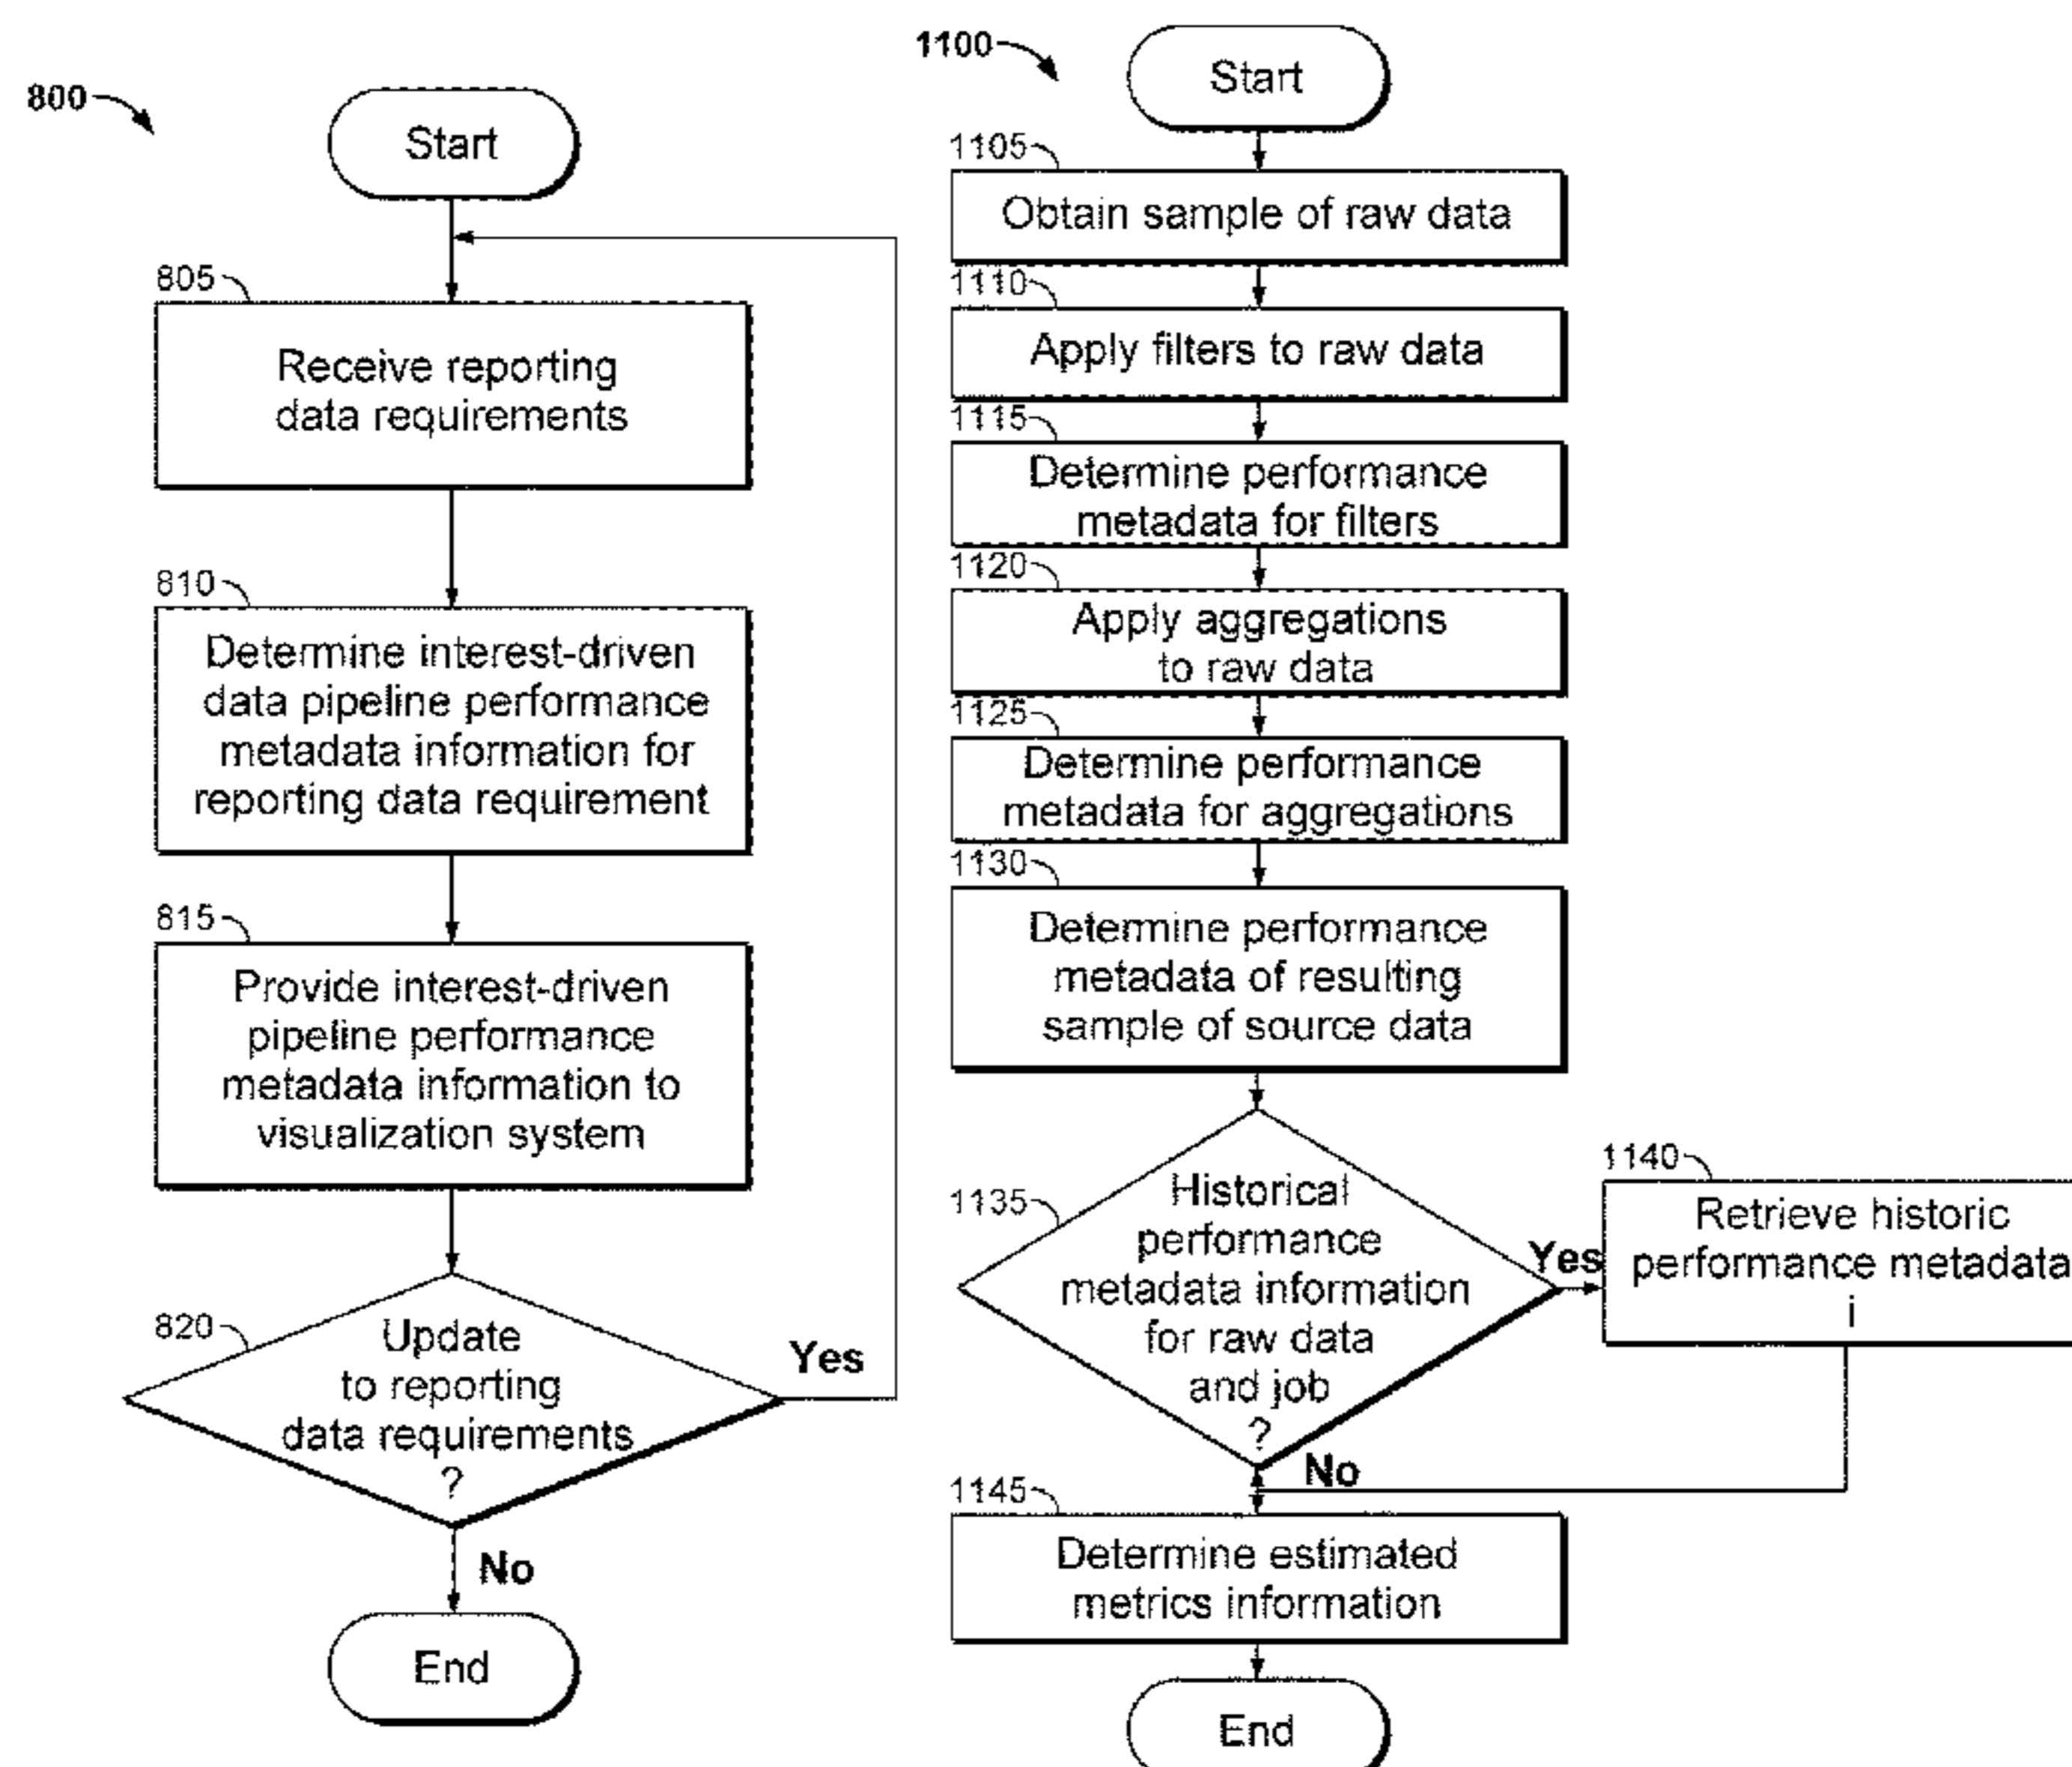 800
Start
805
Receive reporting
data requirements
810
Determine interest-driven
data pipeline performance
metadata information for
reporting data requirement
815
Provide interest-driven
pipeline performance
metadata information to
visualization system
820
Update
to reporting
data requirements
?
Yes
No
End
1100
Start
1105
Obtain sample of raw data
1110
Apply filters to raw data
1115
Determine performance
metadata for filters
1120
Apply aggregations
to raw data
1125
Determine performance
metadata for aggregations
1130
Determine performance
metadata of resulting
sample of source data
1135
Historical
performance
metadata information
for raw data
and job
?
Yes
1140
Retrieve historic
performance metadata
i
No
1145
Determine estimated
metrics information
End